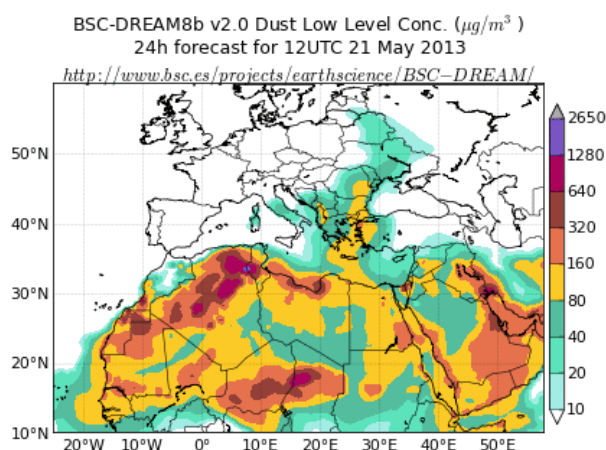 BSC-DREAM8b v2.0 Dust Low Level Conc. (μg/m³ )
24h forecast for 12UTC 21 May 2013
http://www.bsc.es/projects/earthscience/BSC−DREAM/
50°N
40°N
30°N
20°N
10°N
20°W 10°W 0° 10°E 20°E 30°E 40°E 50°E
2650
1280
640
320
160
80
40
20
10